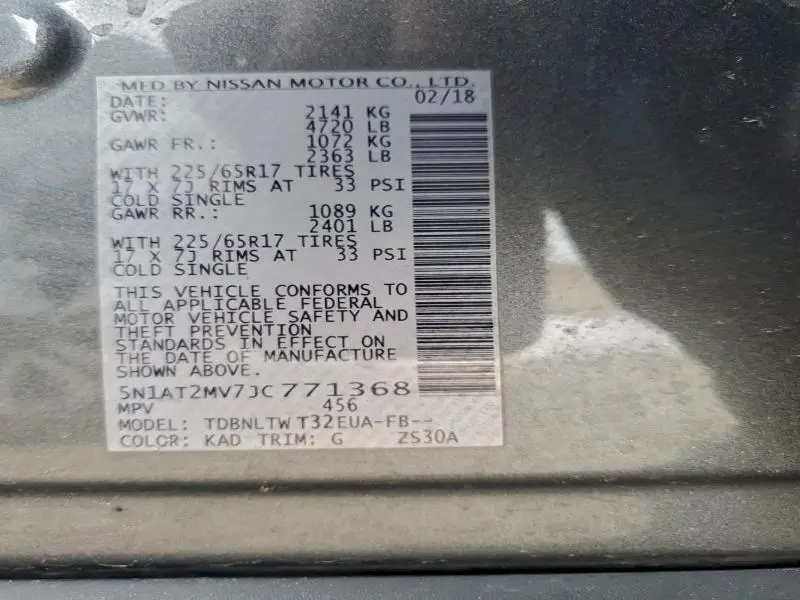 MFD BY NISSAN MOTOR CO., LTD.
DATE: 02/18
GVWR: 2141 KG
4720 LB
GAWR FR.: 1072 KG
2363 LB
WITH 225/65R17 TIRES
17 X 7J RIMS AT 33 PSI
COLD SINGLE
GAWR RR.: 1089 KG
2401 LB
WITH 225/65R17 TIRES
17 X 7J RIMS AT 33 PSI
COLD SINGLE
THIS VEHICLE CONFORMS TO
ALL APPLICABLE FEDERAL
MOTOR VEHICLE SAFETY AND
THEFT PREVENTION
STANDARDS IN EFFECT ON
THE DATE OF MANUFACTURE
SHOWN ABOVE.
5N1AT2MV7JC771368
MPV 456
MODEL: TDBNLTW T32EUA-FB--
COLOR: KAD TRIM: G ZS30A